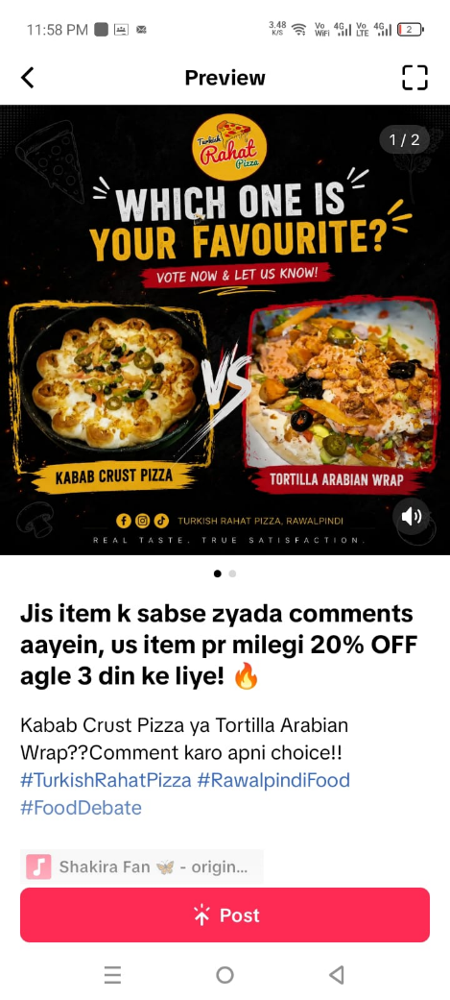 11:58 PM
3.48 K/S Vo WiFi 4G Vo LTE 4G 2
Preview
1 / 2
Turkish
Rahat
Pizza
WHICH ONE IS
YOUR FAVOURITE?
VOTE NOW & LET US KNOW!
VS
KABAB CRUST PIZZA
TORTILLA ARABIAN WRAP
TURKISH RAHAT PIZZA, RAWALPINDI
REAL TASTE. TRUE SATISFACTION.
Jis item k sabse zyada comments
aayein, us item pr milegi 20% OFF
agle 3 din ke liye! 🔥
Kabab Crust Pizza ya Tortilla Arabian
Wrap??Comment karo apni choice!!
#TurkishRahatPizza #RawalpindiFood
#FoodDebate
Shakira Fan 🦋 - origin...
Post